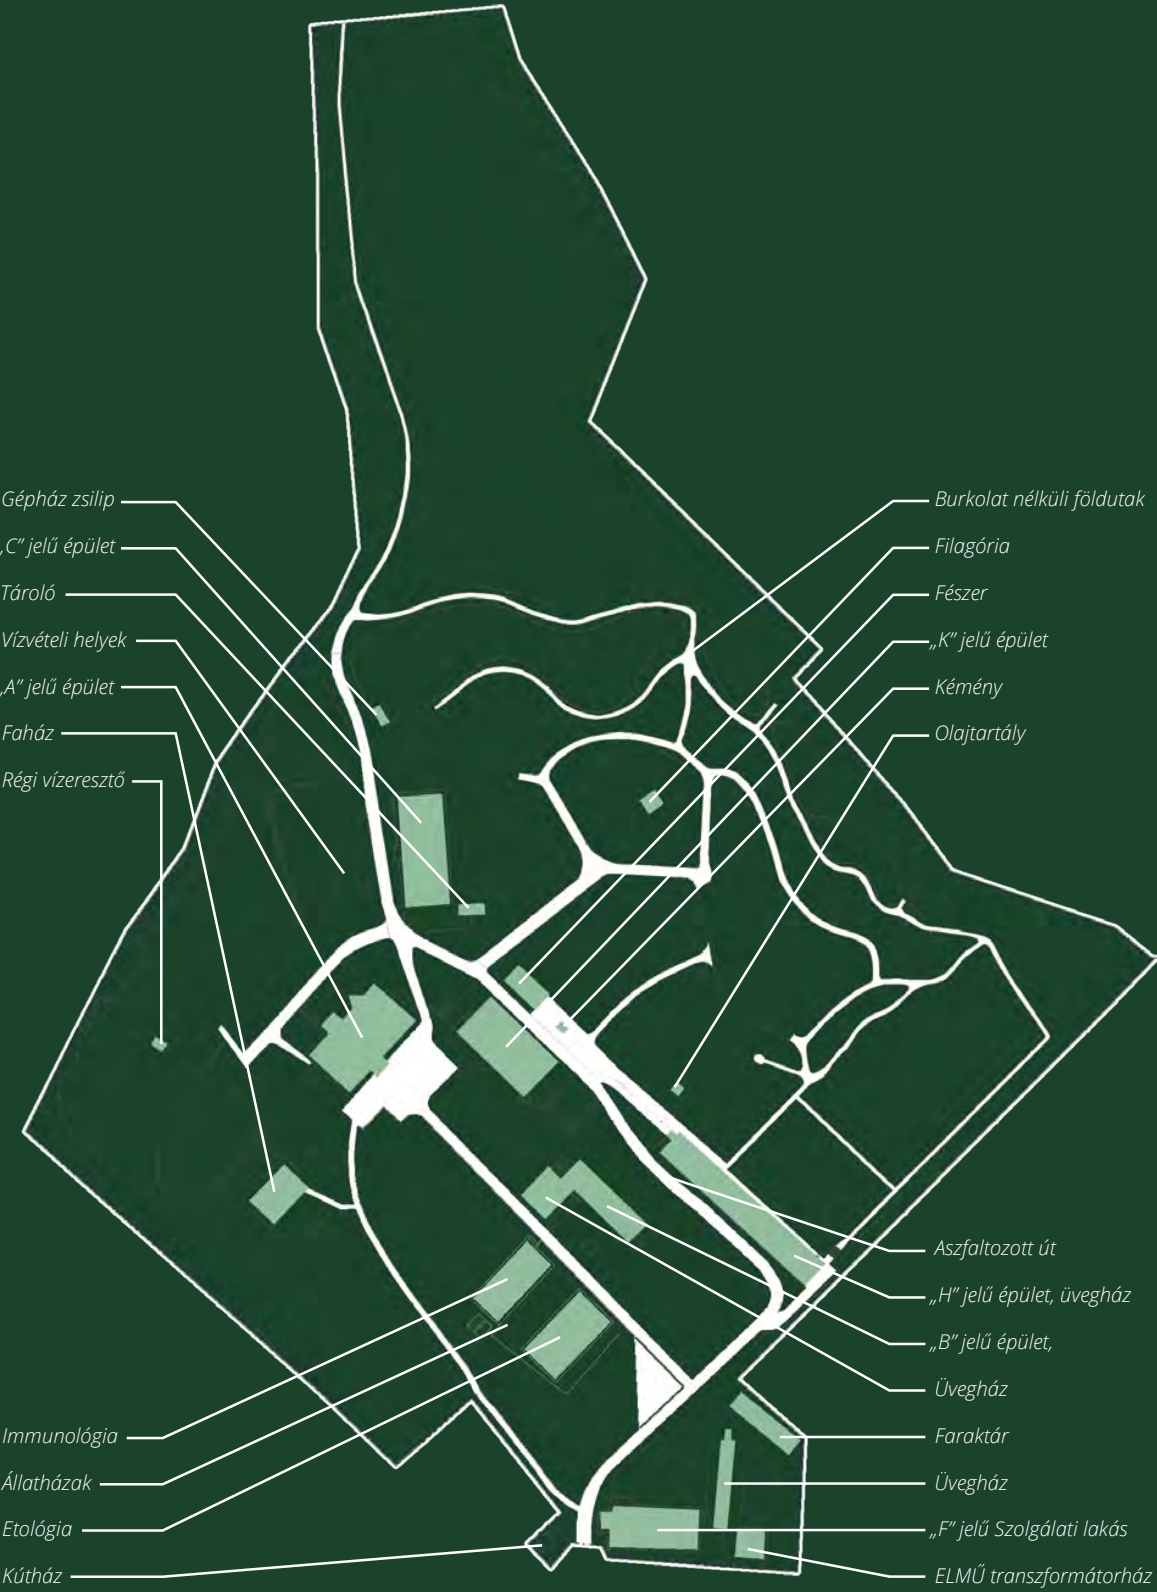 Gépház zsilip
„C” jelű épület
Tároló
Vízvételi helyek
„A” jelű épület
Faház
Régi vízeresztő
Immunológia
Állatházak
Etológia
Kútház
Burkolat nélküli földutak
Filagória
Fészer
„K” jelű épület
Kémény
Olajtartály
Aszfaltozott út
„H” jelű épület, üvegház
„B” jelű épület,
Üvegház
Faraktár
Üvegház
„F” jelű Szolgálati lakás
ELMŰ transzformátorház